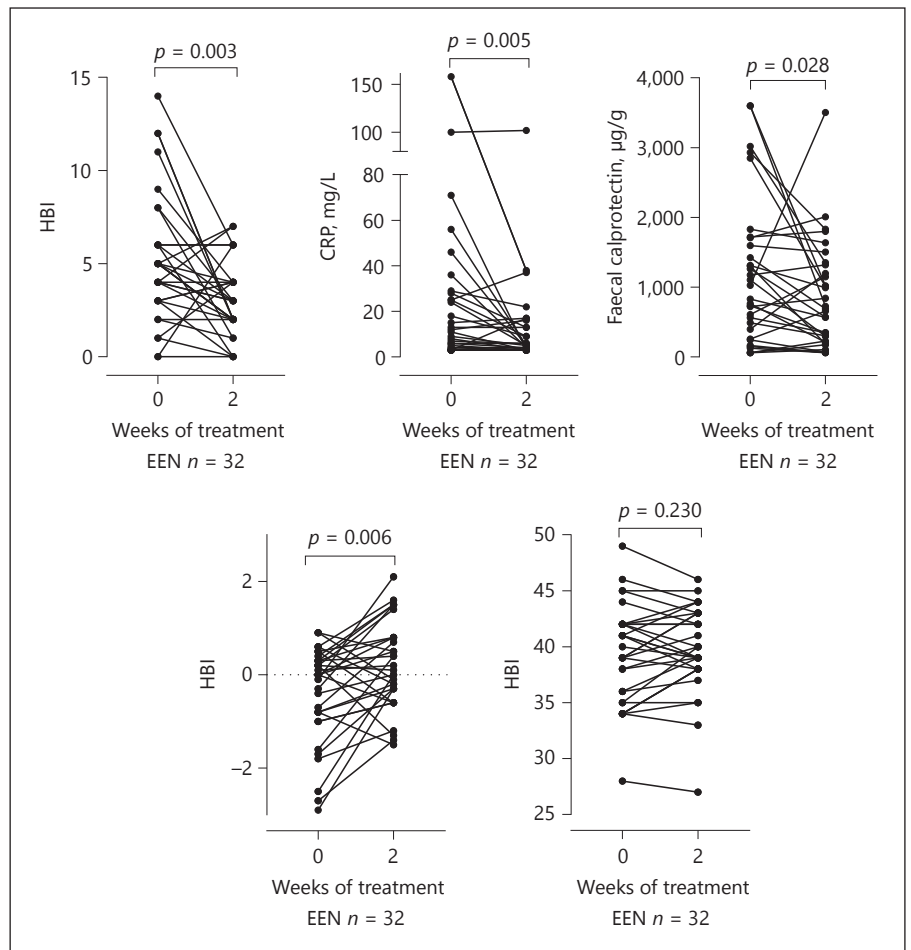 p = 0.003
15
10
5
0
HBI
0 2
Weeks of treatment
EEN n = 32
p = 0.005
150
100
80
60
40
20
0
CRP, mg/L
0 2
Weeks of treatment
EEN n = 32
p = 0.028
4,000
3,000
2,000
1,000
0
Faecal calprotectin, µg/g
0 2
Weeks of treatment
EEN n = 32
p = 0.006
2
0
−2
HBI
0 2
Weeks of treatment
EEN n = 32
p = 0.230
50
45
40
35
30
25
HBI
0 2
Weeks of treatment
EEN n = 32